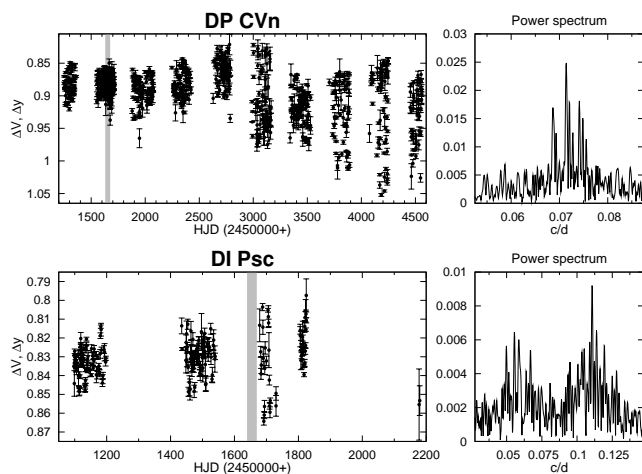 DP CVn
Power spectrum
ΔV, Δy
0.85
0.9
0.95
1
1.05
1500 2000 2500 3000 3500 4000 4500
HJD (2450000+)
0.03
0.025
0.02
0.015
0.01
0.005
0
0.06 0.07 0.08
c/d
DI Psc
Power spectrum
ΔV, Δy
0.79
0.8
0.81
0.82
0.83
0.84
0.85
0.86
0.87
1200 1400 1600 1800 2000 2200
HJD (2450000+)
0.01
0.008
0.006
0.004
0.002
0
0.05 0.075 0.1 0.125
c/d